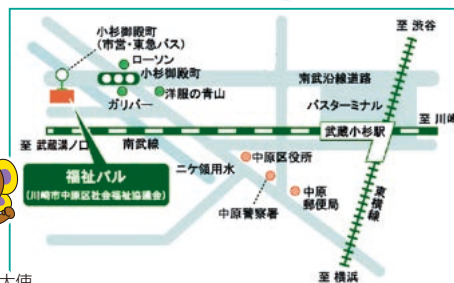 至 渋谷
小杉御殿町
(市営・東急バス)
ローソン
小杉御殿町
南武沿線道路
ガリバー
洋服の青山
バスターミナル
至 川崎
武蔵小杉駅
至 武蔵溝ノ口
南武線
福祉パル
(川崎市中原区社会福祉協議会)
二ケ領用水
中原区役所
中原警察署
中原
郵便局
東横線
至 横浜
大使